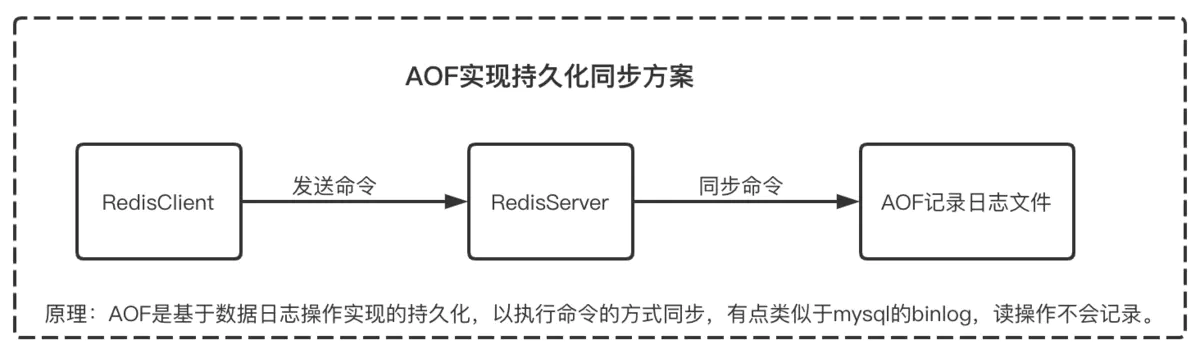 AOF实现持久化同步方案
RedisClient
发送命令
RedisServer
同步命令
AOF记录日志文件
原理：AOF是基于数据日志操作实现的持久化，以执行命令的方式同步，有点类似于mysql的binlog，读操作不会记录。